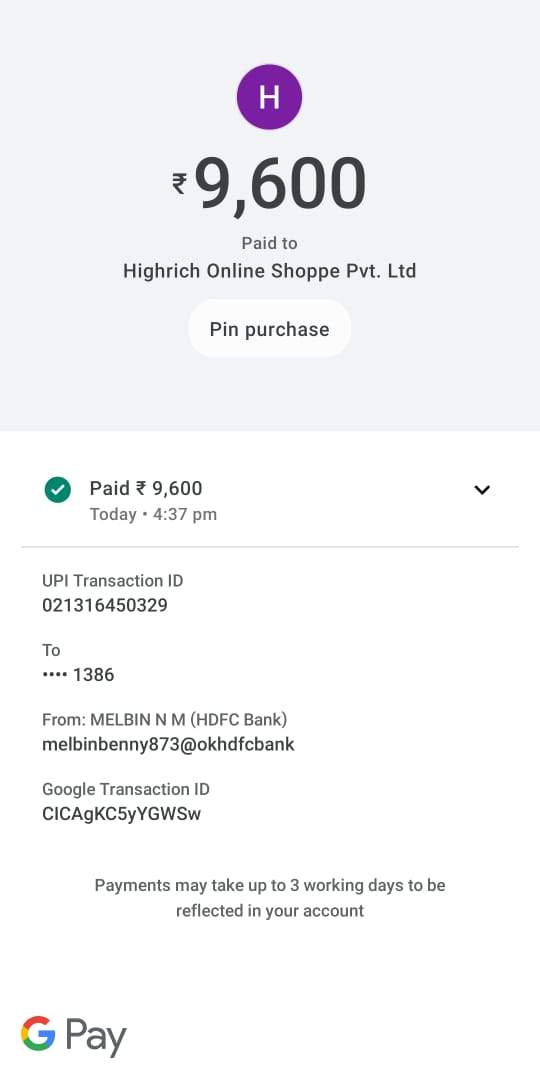 H
₹9,600
Paid to
Highrich Online Shoppe Pvt. Ltd
Pin purchase
Paid ₹ 9,600
Today • 4:37 pm
UPI Transaction ID
021316450329
To
•••• 1386
From: MELBIN N M (HDFC Bank)
melbinbenny873@okhdfcbank
Google Transaction ID
CICAgKC5yYGWSw
Payments may take up to 3 working days to be
reflected in your account
G Pay